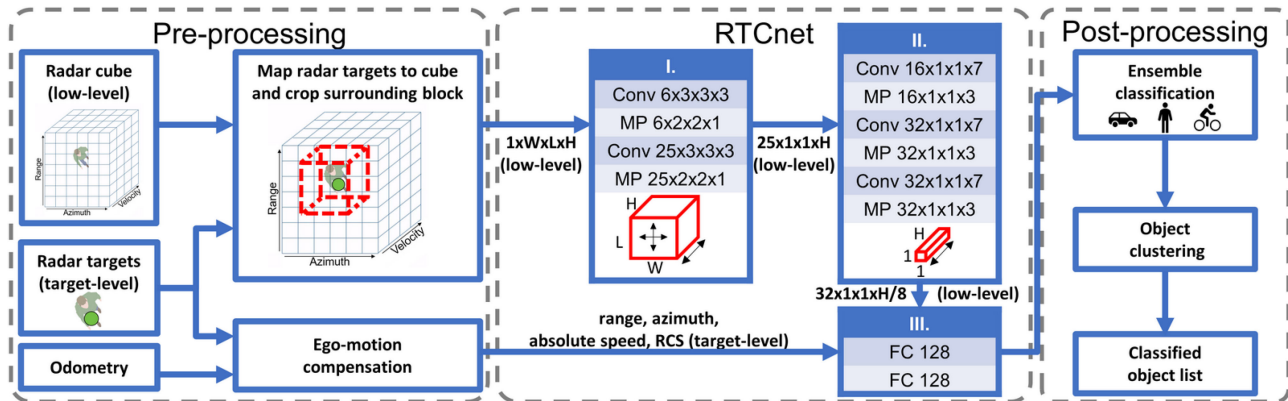 Pre-processing
Radar cube
(low-level)
Range
Azimuth
Velocity
Map radar targets to cube
and crop surrounding block
Range
Azimuth
Velocity
Radar targets
(target-level)
Odometry
Ego-motion
compensation
RTCnet
1xWxLxH
(low-level)
I.
Conv 6x3x3x3
MP 6x2x2x1
Conv 25x3x3x3
MP 25x2x2x1
H
L
W
25x1x1xH
(low-level)
II.
Conv 16x1x1x7
MP 16x1x1x3
Conv 32x1x1x7
MP 32x1x1x3
Conv 32x1x1x7
MP 32x1x1x3
H
1
1
32x1x1xH/8 (low-level)
range, azimuth,
absolute speed, RCS (target-level)
III.
FC 128
FC 128
Post-processing
Ensemble
classification
Object
clustering
Classified
object list